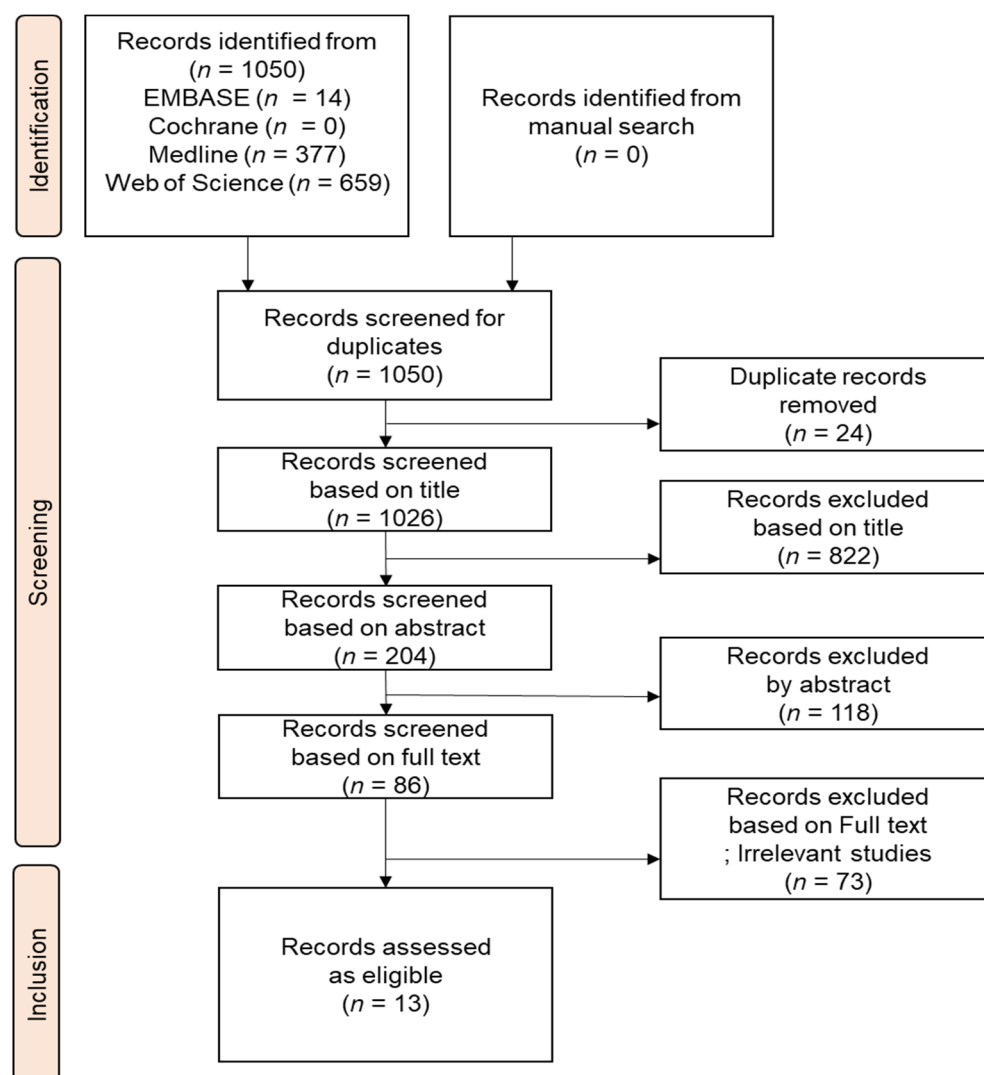 Identification
Records identified from
(n = 1050)
EMBASE (n = 14)
Cochrane (n = 0)
Medline (n = 377)
Web of Science (n = 659)
Records identified from
manual search
(n = 0)
Screening
Records screened for
duplicates
(n = 1050)
Duplicate records
removed
(n = 24)
Records screened
based on title
(n = 1026)
Records excluded
based on title
(n = 822)
Records screened
based on abstract
(n = 204)
Records excluded
by abstract
(n = 118)
Records screened
based on full text
(n = 86)
Records excluded
based on Full text
; Irrelevant studies
(n = 73)
Inclusion
Records assessed
as eligible
(n = 13)